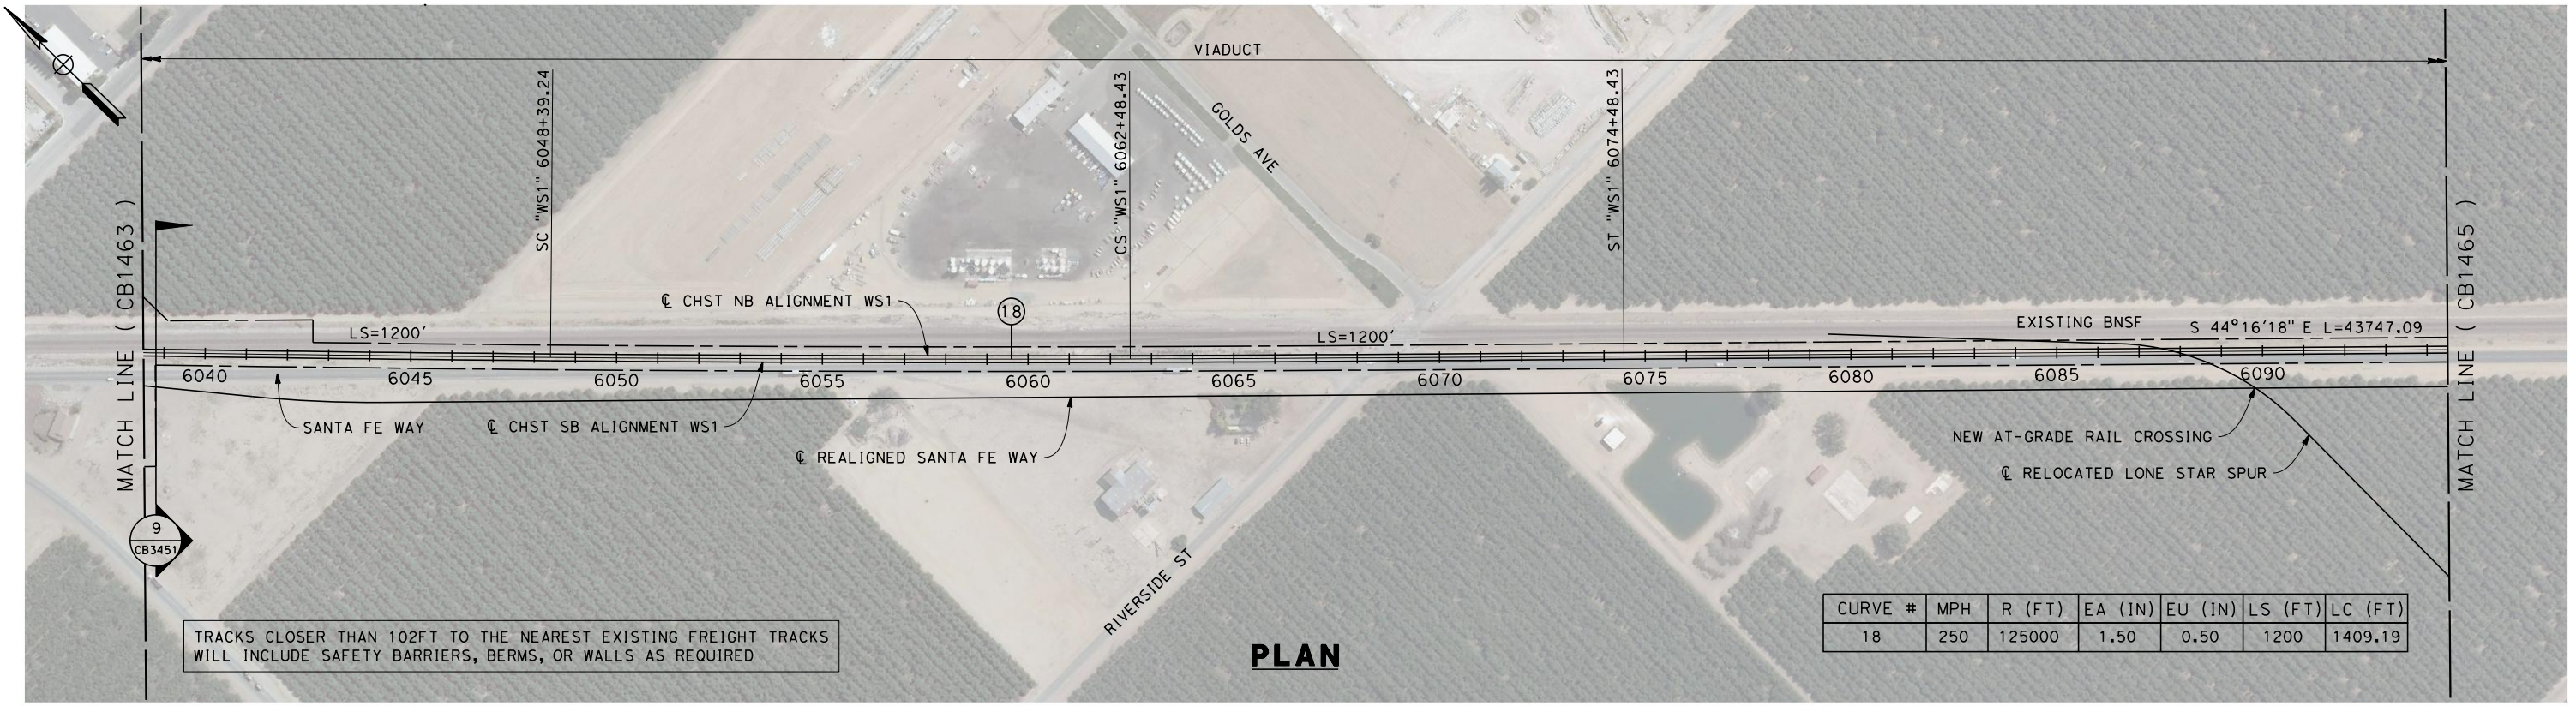 VIADUCT
SC "WS1" 6048+39.24
CS "WS1" 6062+48.43
ST "WS1" 6074+48.43
GOLDS AVE
MATCH LINE ( CB1463 )
MATCH LINE ( CB1465 )
℄ CHST NB ALIGNMENT WS1
18
LS=1200'
LS=1200'
EXISTING BNSF
S 44°16'18" E L=43747.09
6040 6045 6050 6055 6060 6065 6070 6075 6080 6085 6090
SANTA FE WAY
℄ CHST SB ALIGNMENT WS1
℄ REALIGNED SANTA FE WAY
NEW AT-GRADE RAIL CROSSING
℄ RELOCATED LONE STAR SPUR
9
CB3451
RIVERSIDE ST
TRACKS CLOSER THAN 102FT TO THE NEAREST EXISTING FREIGHT TRACKS
WILL INCLUDE SAFETY BARRIERS, BERMS, OR WALLS AS REQUIRED
PLAN
CURVE # MPH R (FT) EA (IN) EU (IN) LS (FT) LC (FT)
18 250 125000 1.50 0.50 1200 1409.19